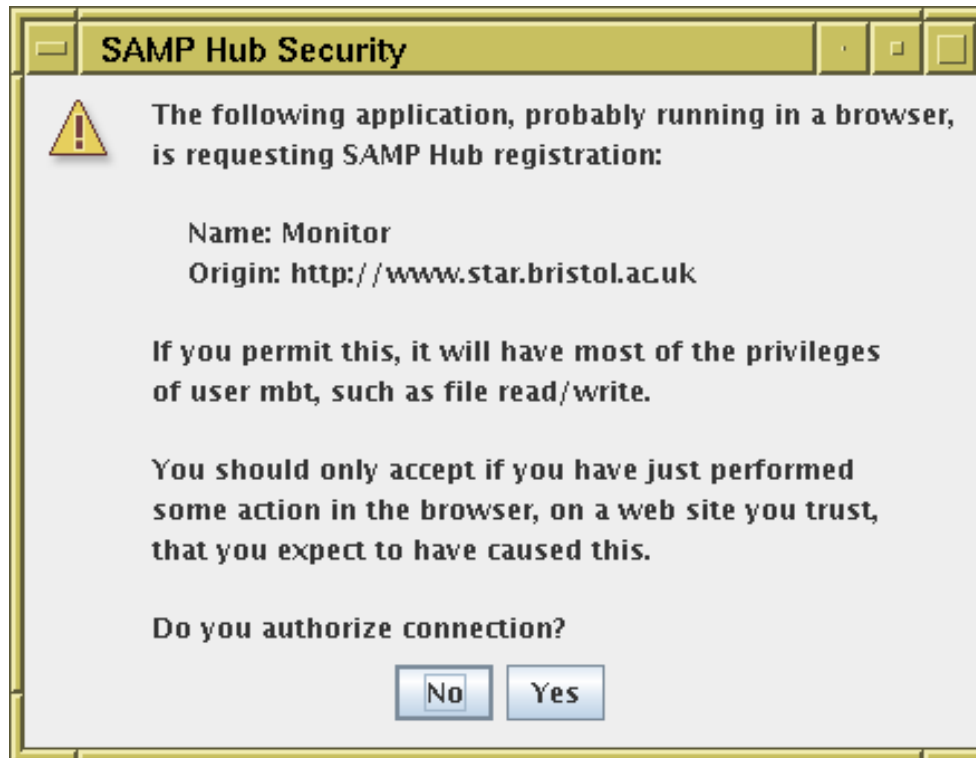 SAMP Hub Security
The following application, probably running in a browser,
is requesting SAMP Hub registration:
Name: Monitor
Origin: http://www.star.bristol.ac.uk
If you permit this, it will have most of the privileges
of user mbt, such as file read/write.
You should only accept if you have just performed
some action in the browser, on a web site you trust,
that you expect to have caused this.
Do you authorize connection?
No Yes